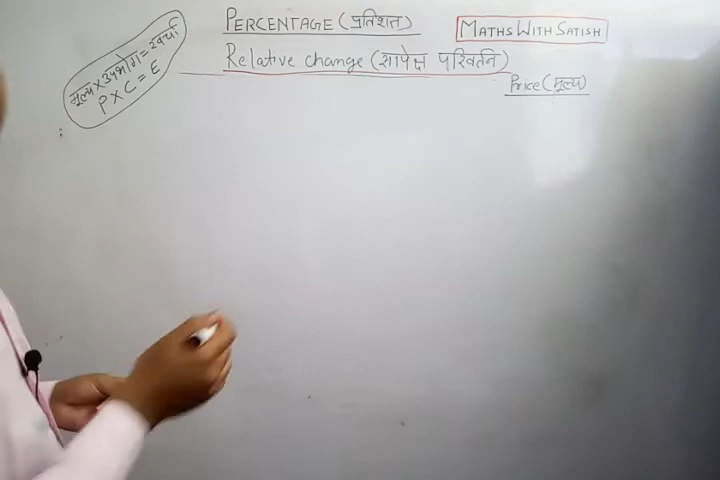 PERCENTAGE (प्रतिशत)
MATHS WITH SATISH
Relative change (सापेक्ष परिवर्तन)
Price (मूल्य)
मूल्य × उपभोग = खर्चा
P × C = E